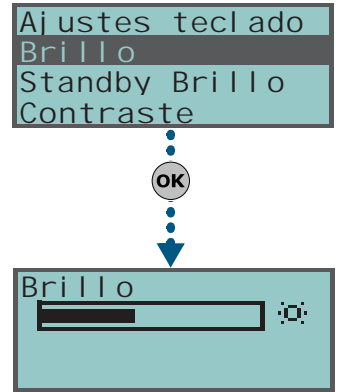 Ajustes teclado
Brillo
Standby Brillo
Contraste
OK
Brillo